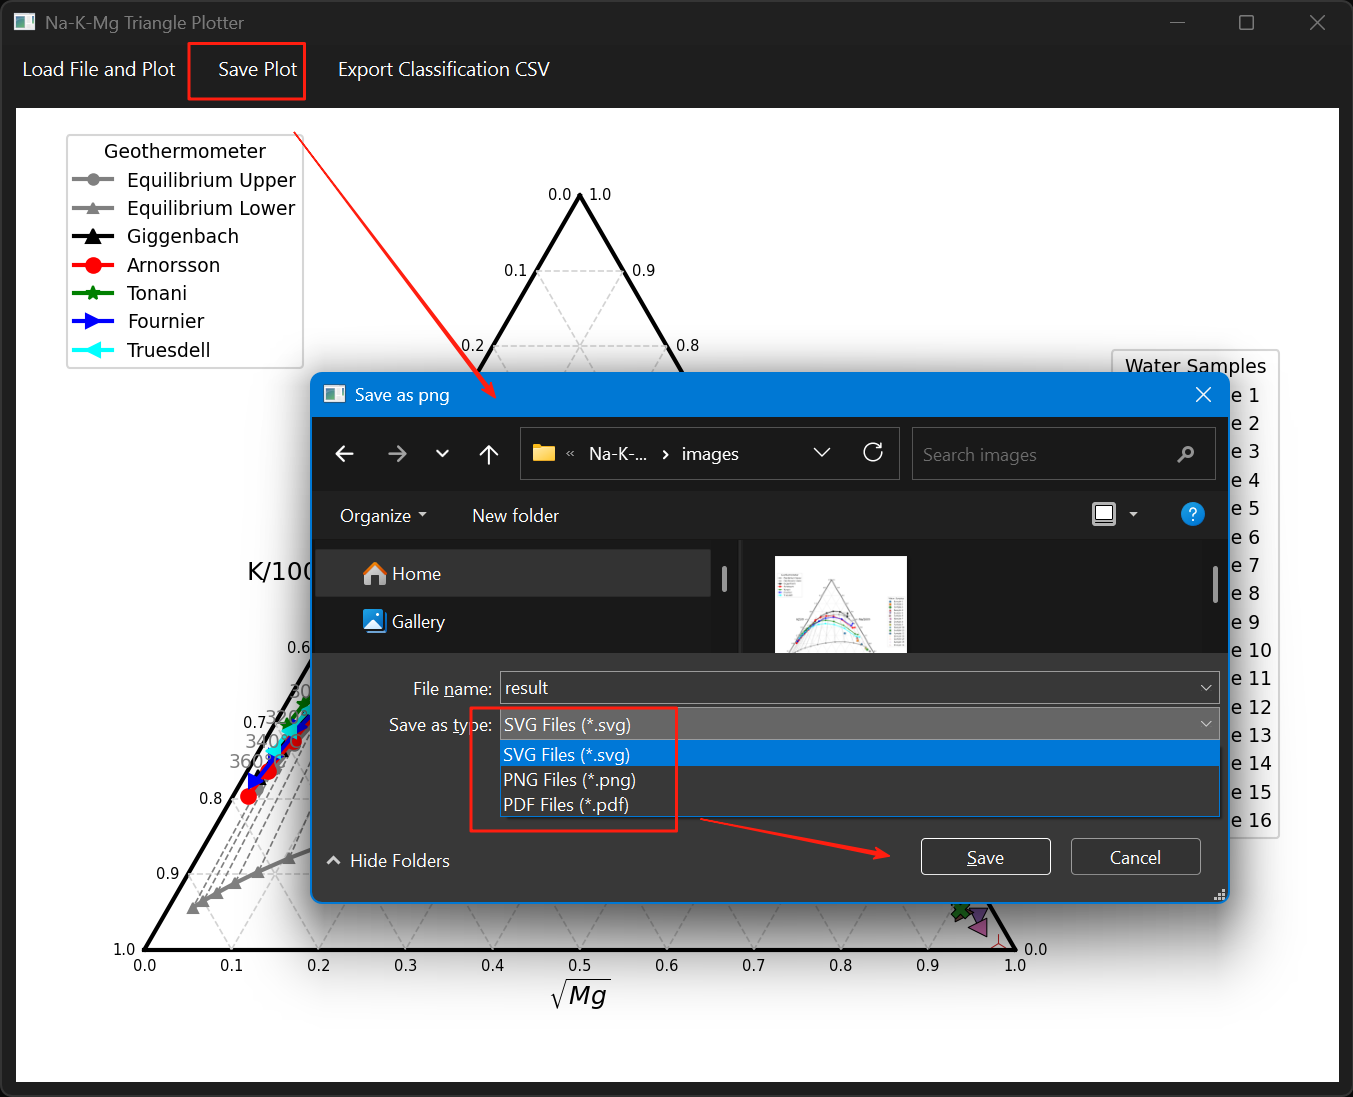 Na-K-Mg Triangle Plotter
Load File and Plot Save Plot Export Classification CSV
Geothermometer
Equilibrium Upper
Equilibrium Lower
Giggenbach
Arnorsson
Tonani
Fournier
Truesdell
0.0 1.0
0.1 0.9
0.2 0.8
Water Samples
e 1
e 2
e 3
e 4
e 5
e 6
e 7
e 8
e 9
e 10
e 11
e 12
e 13
e 14
e 15
e 16
Save as png
« Na-K-... › images
Search images
Organize New folder
?
Home
Gallery
File name: result
Save as type: SVG Files (*.svg)
SVG Files (*.svg)
PNG Files (*.png)
PDF Files (*.pdf)
Hide Folders Save Cancel
K/100
0.6
30
0.7
320°
340°
360°
0.8
0.9
1.0 0.0
0.0 0.1 0.2 0.3 0.4 0.5 0.6 0.7 0.8 0.9 1.0
√Mg